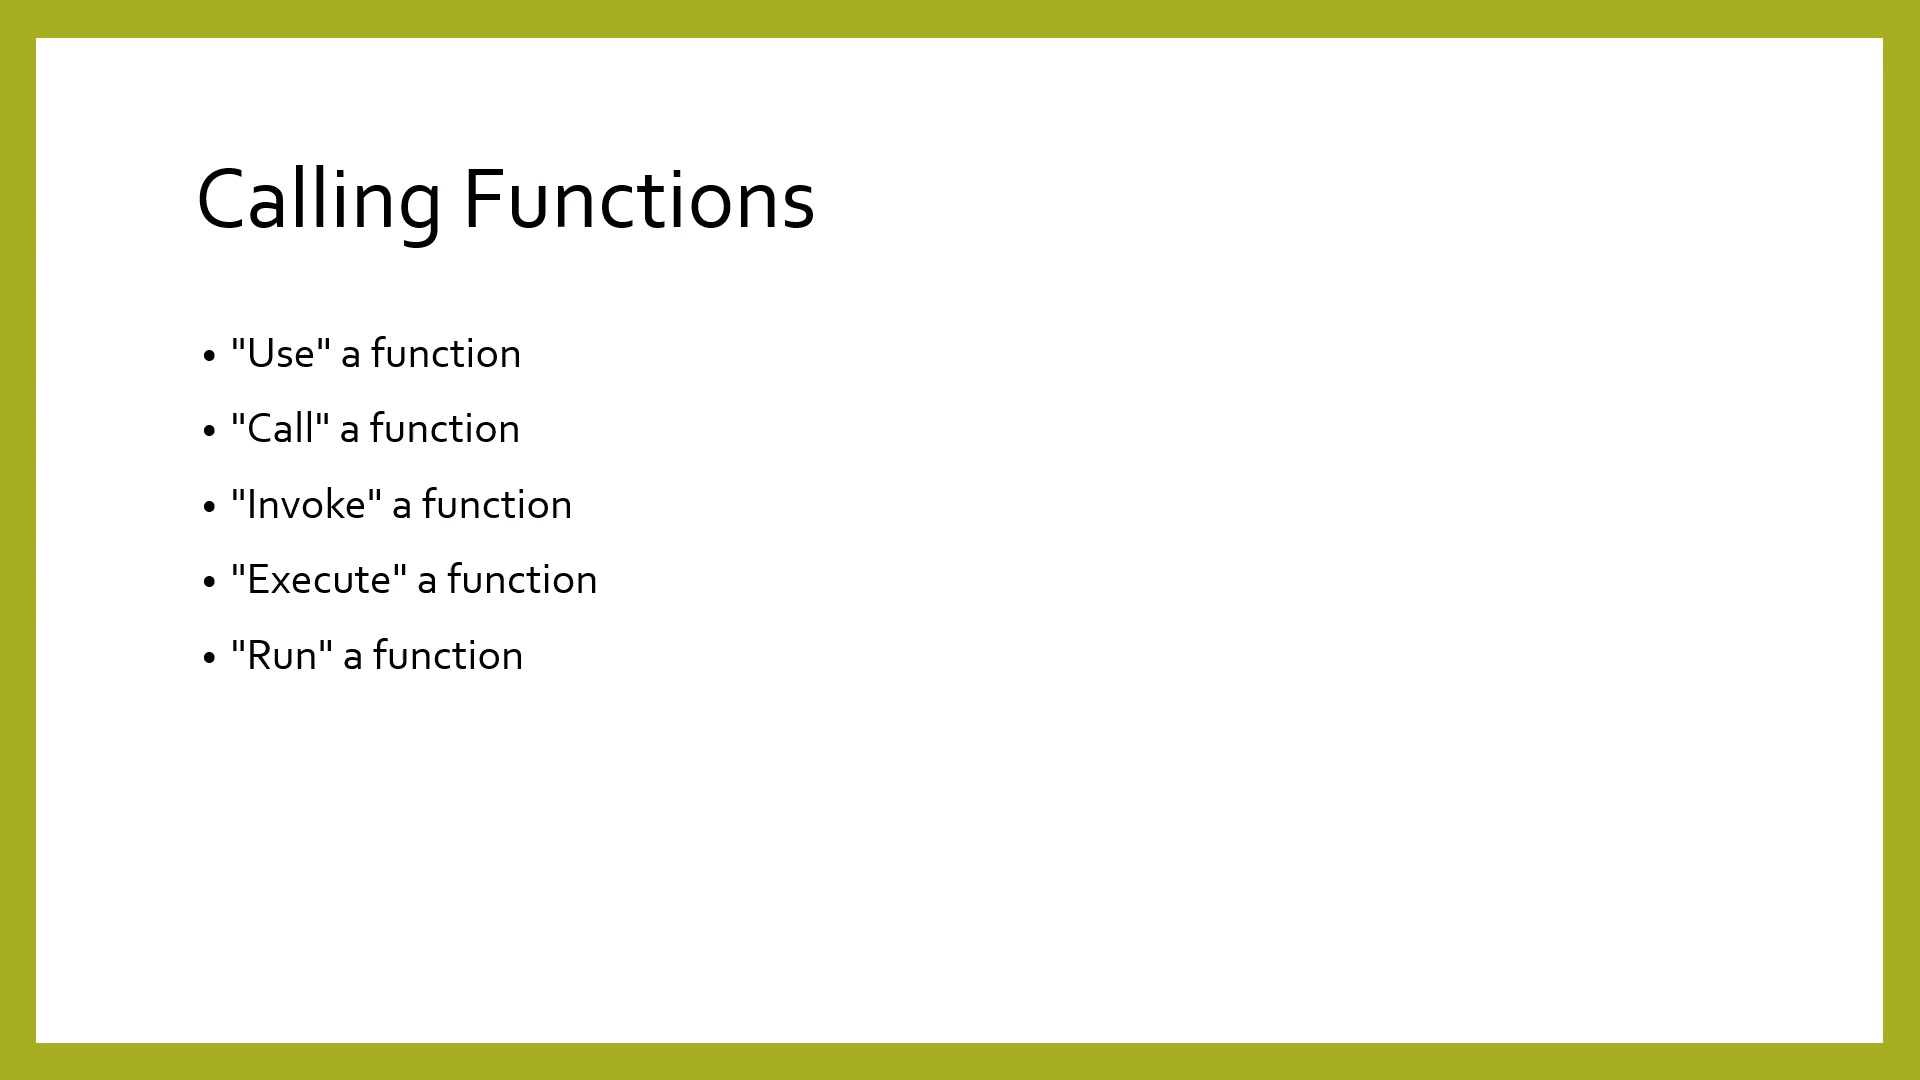 Calling Functions
• "Use" a function
• "Call" a function
• "Invoke" a function
• "Execute" a function
• "Run" a function